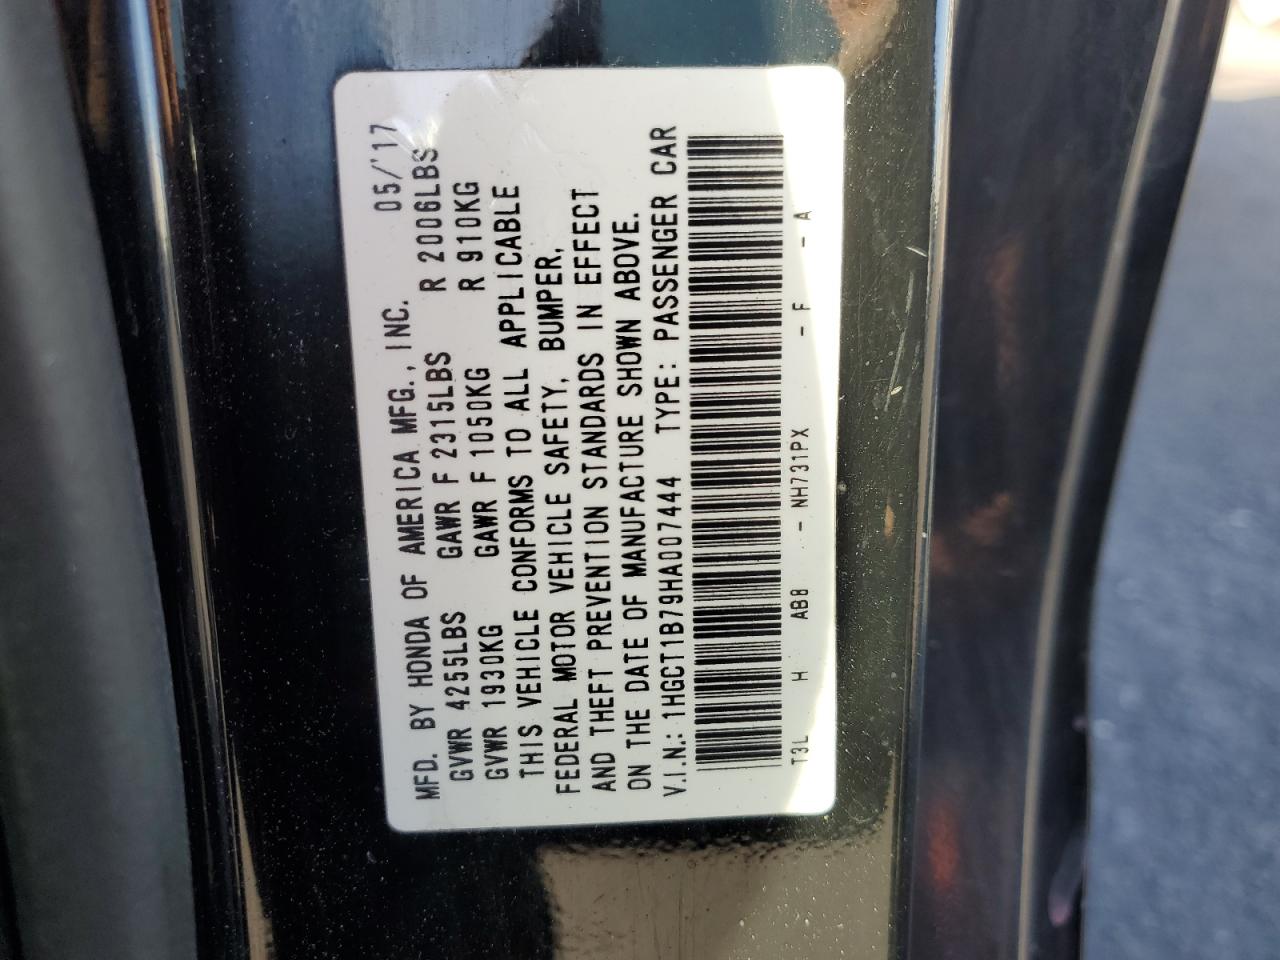 MFD. BY HONDA OF AMERICA MFG., INC. 05/'17
GVWR 4255LBS GAWR F 2315LBS R 2006LBS
GVWR 1930KG GAWR F 1050KG R 910KG
THIS VEHICLE CONFORMS TO ALL APPLICABLE
FEDERAL MOTOR VEHICLE SAFETY, BUMPER,
AND THEFT PREVENTION STANDARDS IN EFFECT
ON THE DATE OF MANUFACTURE SHOWN ABOVE.
V.I.N.: 1HGCT1B79HA007444 TYPE: PASSENGER CAR
T3L H AB8 - NH731PX - F - A